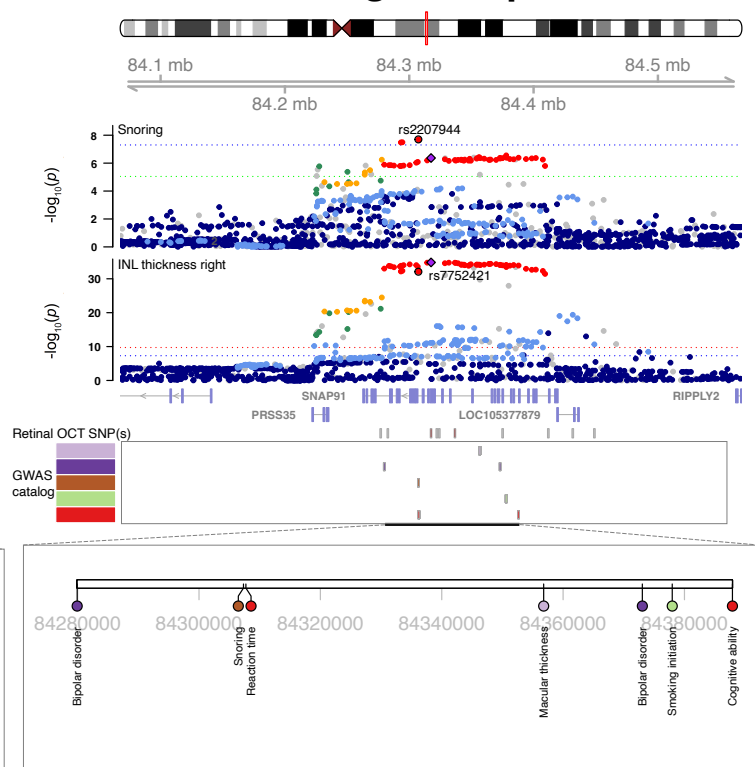 84.1 mb 84.3 mb 84.5 mb
84.2 mb 84.4 mb
Snoring
rs2207944
8
6
4
2
0
-log10(p)
INL thickness right
rs7752421
30
20
10
0
-log10(p)
SNAP91 RIPPLY2
PRSS35 LOC105377879
Retinal OCT SNP(s)
GWAS
catalog
84280000 84300000 84320000 84340000 84360000 84380000
Bipolar disorder
Snoring
Reaction time
Macular thickness
Bipolar disorder
Smoking initiation
Cognitive ability